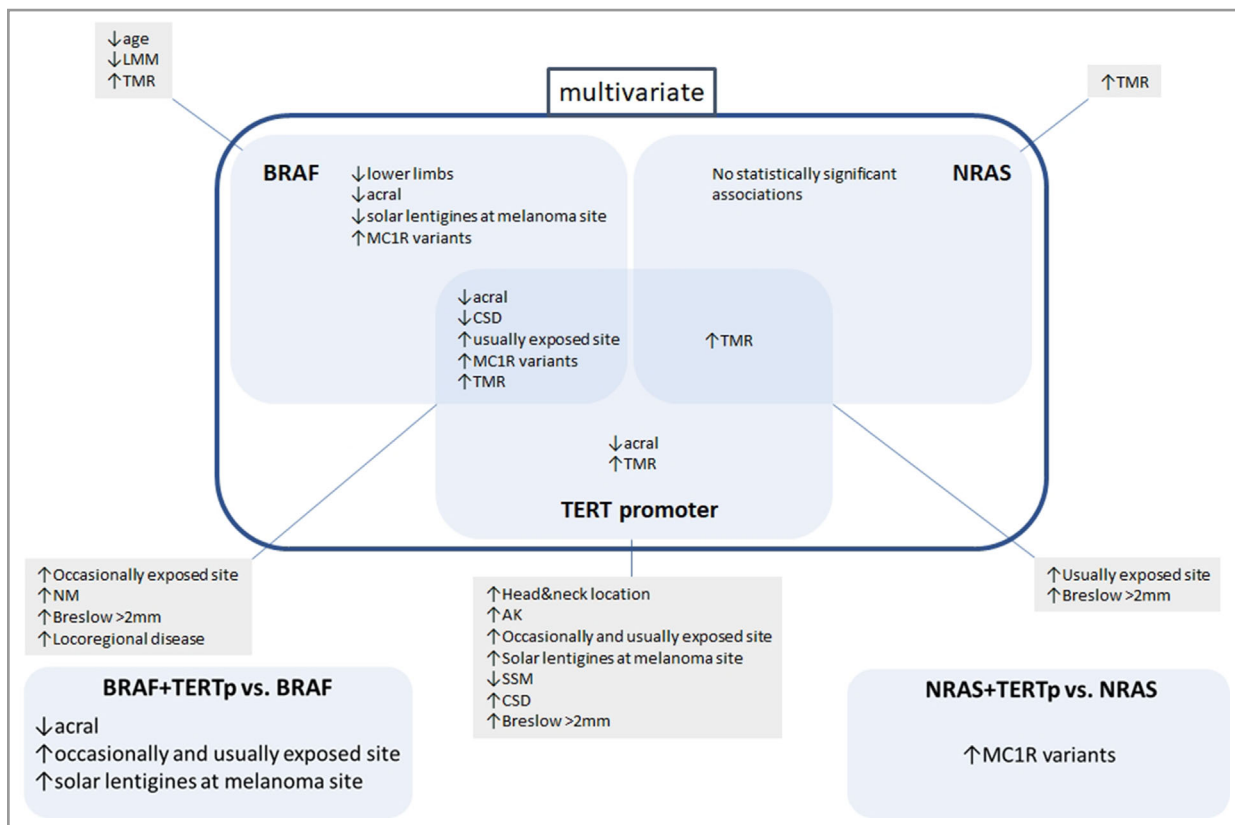 ↓age
↓LMM
↑TMR
multivariate
↑TMR
BRAF
↓lower limbs
↓acral
↓solar lentigines at melanoma site
↑MC1R variants
No statistically significant
associations
NRAS
↓acral
↓CSD
↑usually exposed site
↑MC1R variants
↑TMR
↑TMR
↓acral
↑TMR
TERT promoter
↑Occasionally exposed site
↑NM
↑Breslow >2mm
↑Locoregional disease
↑Head&neck location
↑AK
↑Occasionally and usually exposed site
↑Solar lentigines at melanoma site
↓SSM
↑CSD
↑Breslow >2mm
↑Usually exposed site
↑Breslow >2mm
BRAF+TERTp vs. BRAF
↓acral
↑occasionally and usually exposed site
↑solar lentigines at melanoma site
NRAS+TERTp vs. NRAS
↑MC1R variants